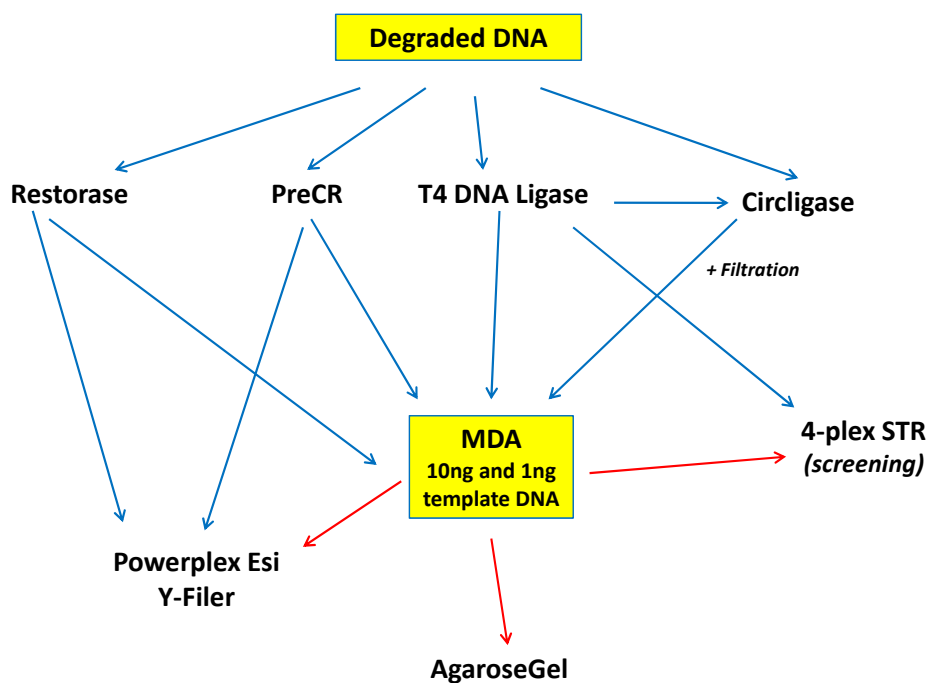 Degraded DNA
Restorase
PreCR
T4 DNA Ligase
Circligase
+ Filtration
MDA
10ng and 1ng
template DNA
4-plex STR
(screening)
Powerplex Esi
Y-Filer
AgaroseGel